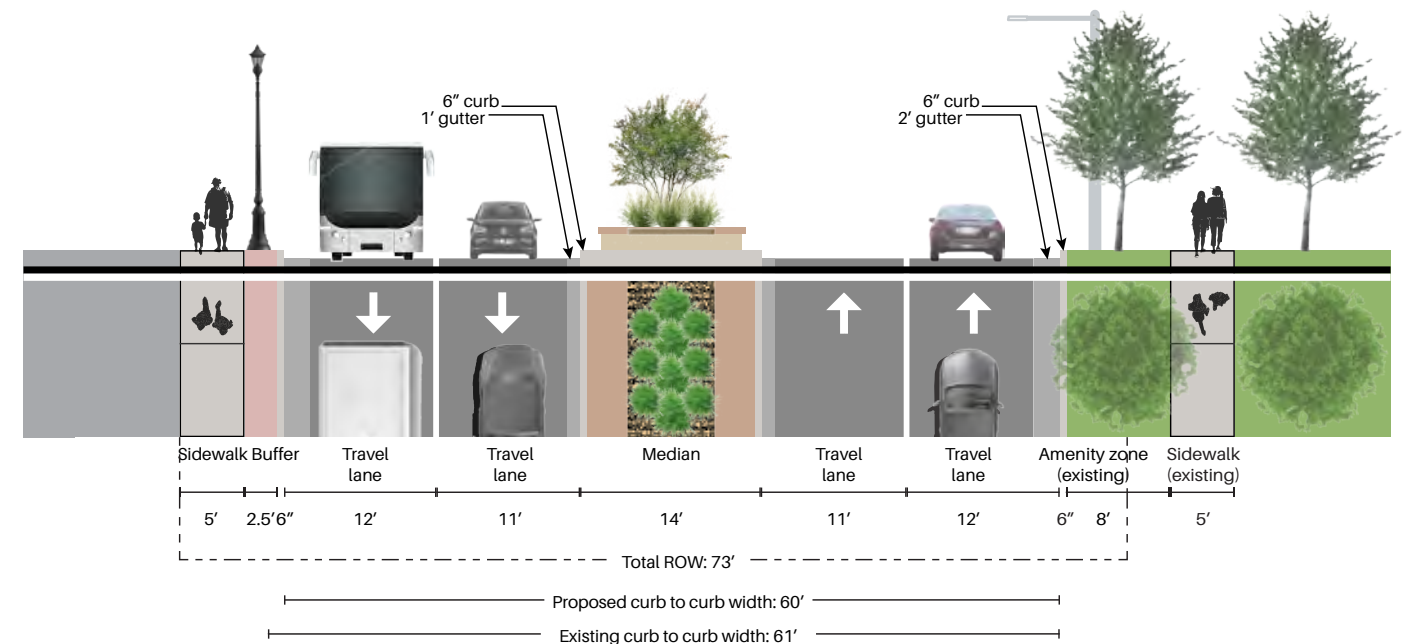 6” curb
1’ gutter
6” curb
2’ gutter
Sidewalk Buffer
Travel lane
Travel lane
Median
Travel lane
Travel lane
Amenity zone (existing)
Sidewalk (existing)
5’ 2.5’ 6” 12’ 11’ 14’ 11’ 12’ 6” 8’ 5’
Total ROW: 73’
Proposed curb to curb width: 60’
Existing curb to curb width: 61’